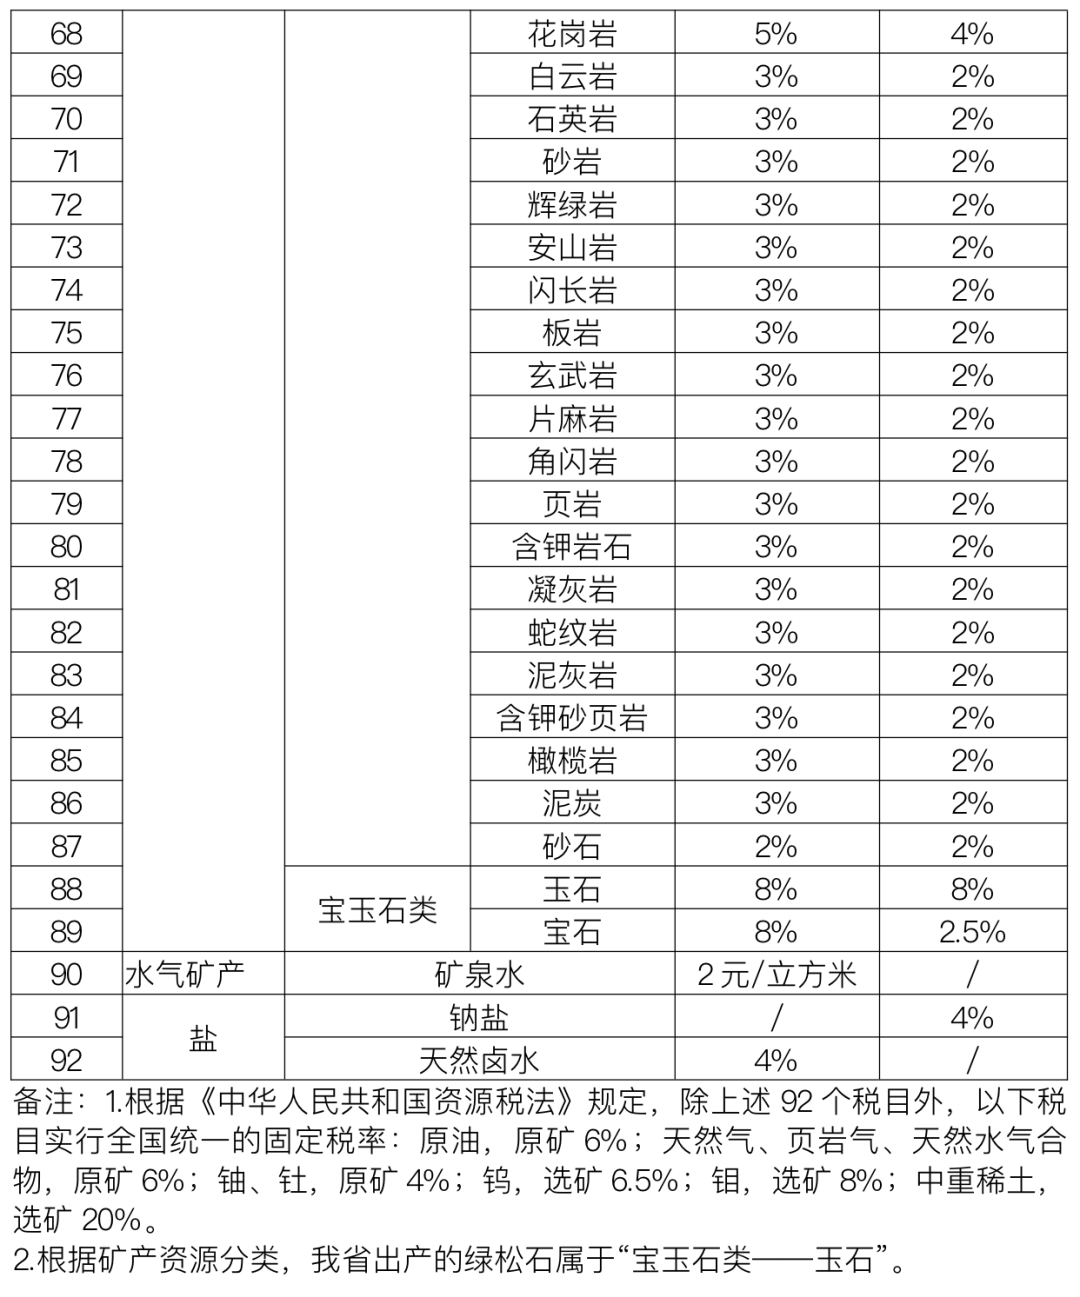 68 花岗岩 5% 4%
69 白云岩 3% 2%
70 石英岩 3% 2%
71 砂岩 3% 2%
72 辉绿岩 3% 2%
73 安山岩 3% 2%
74 闪长岩 3% 2%
75 板岩 3% 2%
76 玄武岩 3% 2%
77 片麻岩 3% 2%
78 角闪岩 3% 2%
79 页岩 3% 2%
80 含钾岩石 3% 2%
81 凝灰岩 3% 2%
82 蛇纹岩 3% 2%
83 泥灰岩 3% 2%
84 含钾砂页岩 3% 2%
85 橄榄岩 3% 2%
86 泥炭 3% 2%
87 砂石 2% 2%
88 宝玉石类 玉石 8% 8%
89 宝石 8% 2.5%
90 水气矿产 矿泉水 2元/立方米 /
91 盐 钠盐 / 4%
92 天然卤水 4% /
备注：1.根据《中华人民共和国资源税法》规定，除上述 92 个税目外，以下税
目实行全国统一的固定税率：原油，原矿 6%；天然气、页岩气、天然水气合
物，原矿 6%；铀、钍，原矿 4%；钨，选矿 6.5%；钼，选矿 8%；中重稀土，
选矿 20%。
2.根据矿产资源分类，我省出产的绿松石属于“宝玉石类——玉石”。